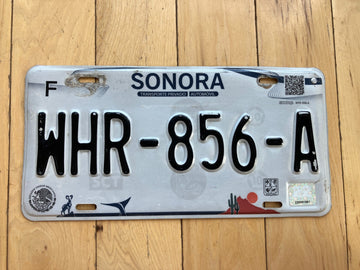 F
SONORA
TRANSPORTE PRIVADO AUTOMÓVIL
WHR-856-A